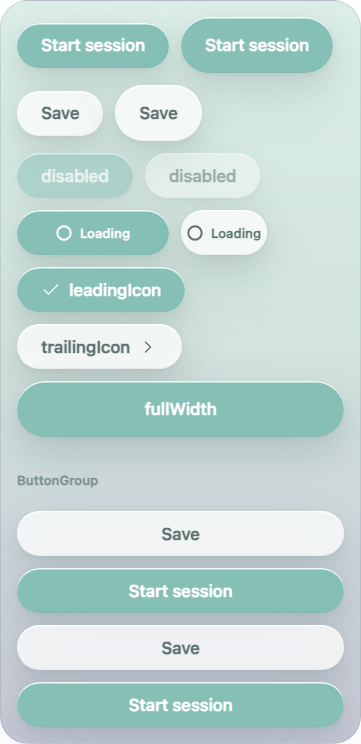 Start session Start session
Save Save
disabled disabled
Loading Loading
leadingIcon
trailingIcon
fullWidth
ButtonGroup
Save
Start session
Save
Start session